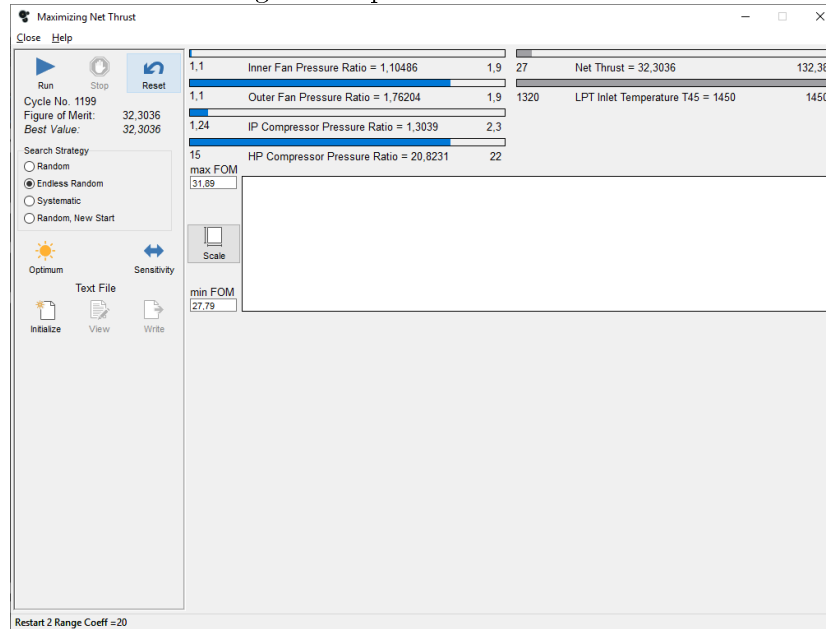 Maximizing Net Thrust
Close Help
Run Stop Reset
Cycle No. 1199
Figure of Merit: 32,3036
Best Value: 32,3036
Search Strategy
Random
Endless Random
Systematic
Random, New Start
Optimum Sensitivity
Text File
Initialize View Write
1,1 Inner Fan Pressure Ratio = 1,10486 1,9
1,1 Outer Fan Pressure Ratio = 1,76204 1,9
1,24 IP Compressor Pressure Ratio = 1,3039 2,3
15 HP Compressor Pressure Ratio = 20,8231 22
27 Net Thrust = 32,3036 132,38
1320 LPT Inlet Temperature T45 = 1450 1450
max FOM
31,89
Scale
min FOM
27,79
Restart 2 Range Coeff =20